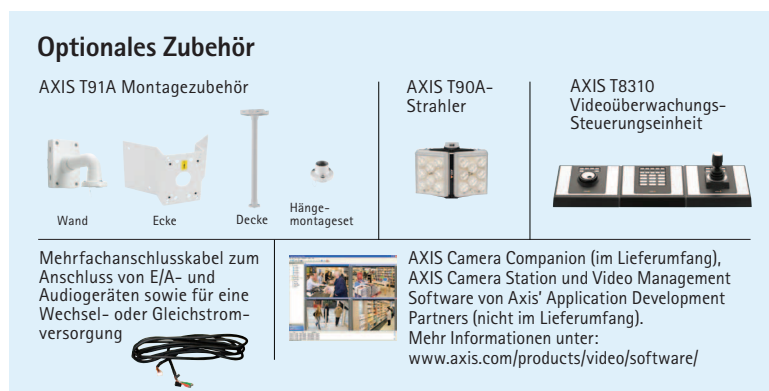 Optionales Zubehör
AXIS T91A Montagezubehör
Wand
Ecke
Decke
Hänge-
montageset
AXIS T90A-
Strahler
AXIS T8310
Videoüberwachungs-
Steuerungseinheit
Mehrfachanschlusskabel zum
Anschluss von E/A- und
Audiogeräten sowie für eine
Wechsel- oder Gleichstrom-
versorgung
AXIS Camera Companion (im Lieferumfang),
AXIS Camera Station und Video Management
Software von Axis' Application Development
Partners (nicht im Lieferumfang).
Mehr Informationen unter:
www.axis.com/products/video/software/